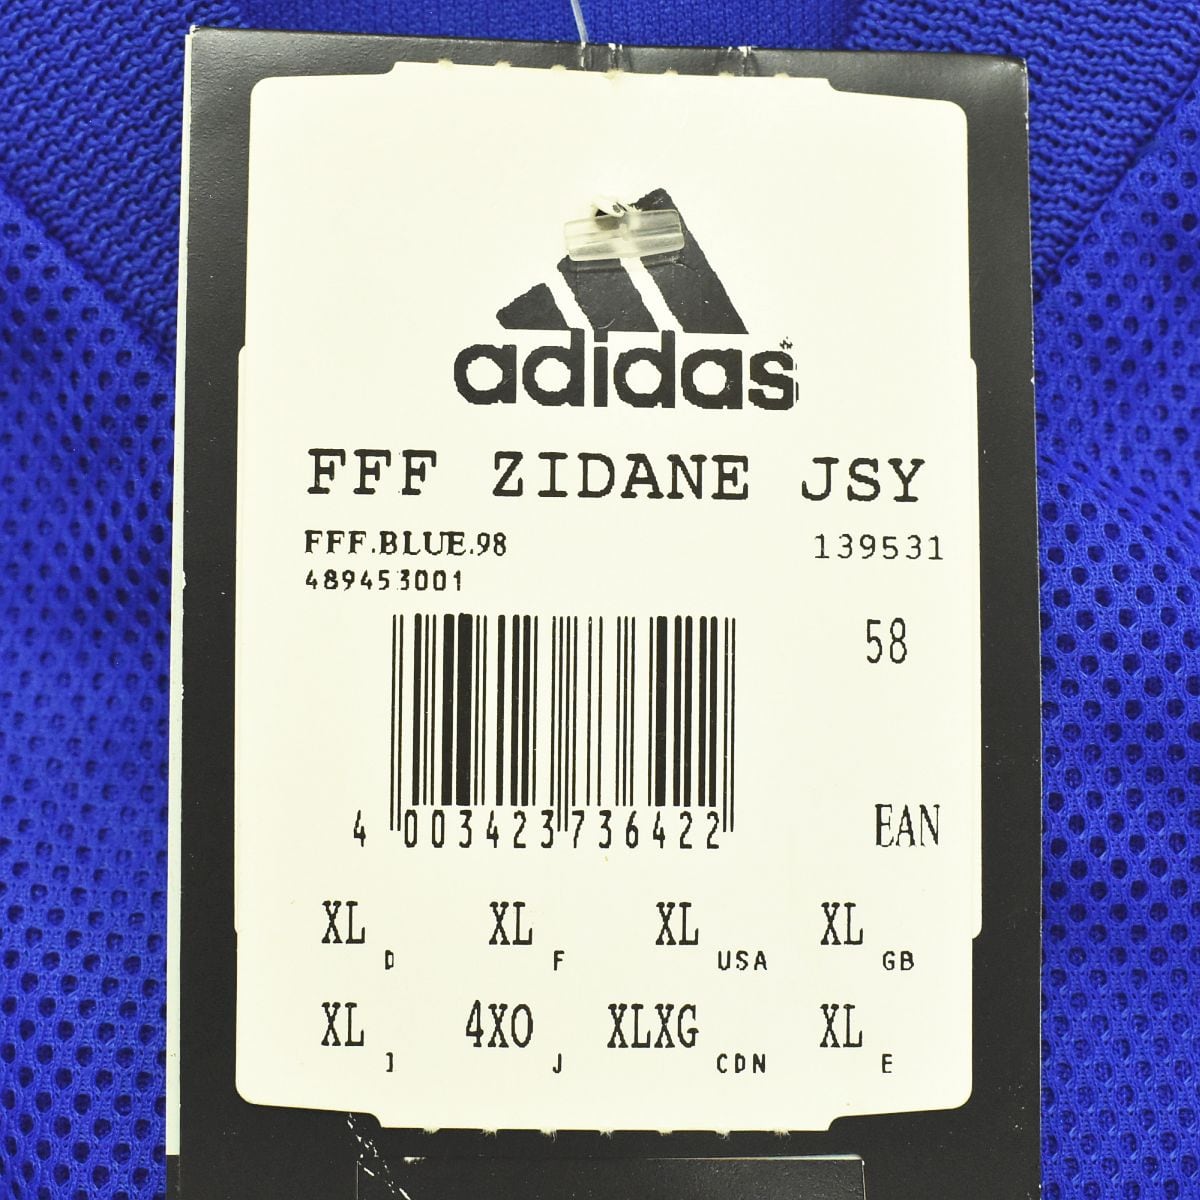 adidas
FFF ZIDANE JSY
FFF.BLUE.98 139531
489453001
58
4 003423 736422
EAN
XL D XL F XL USA XL GB
XL I 4XO J XLXG CDN XL E